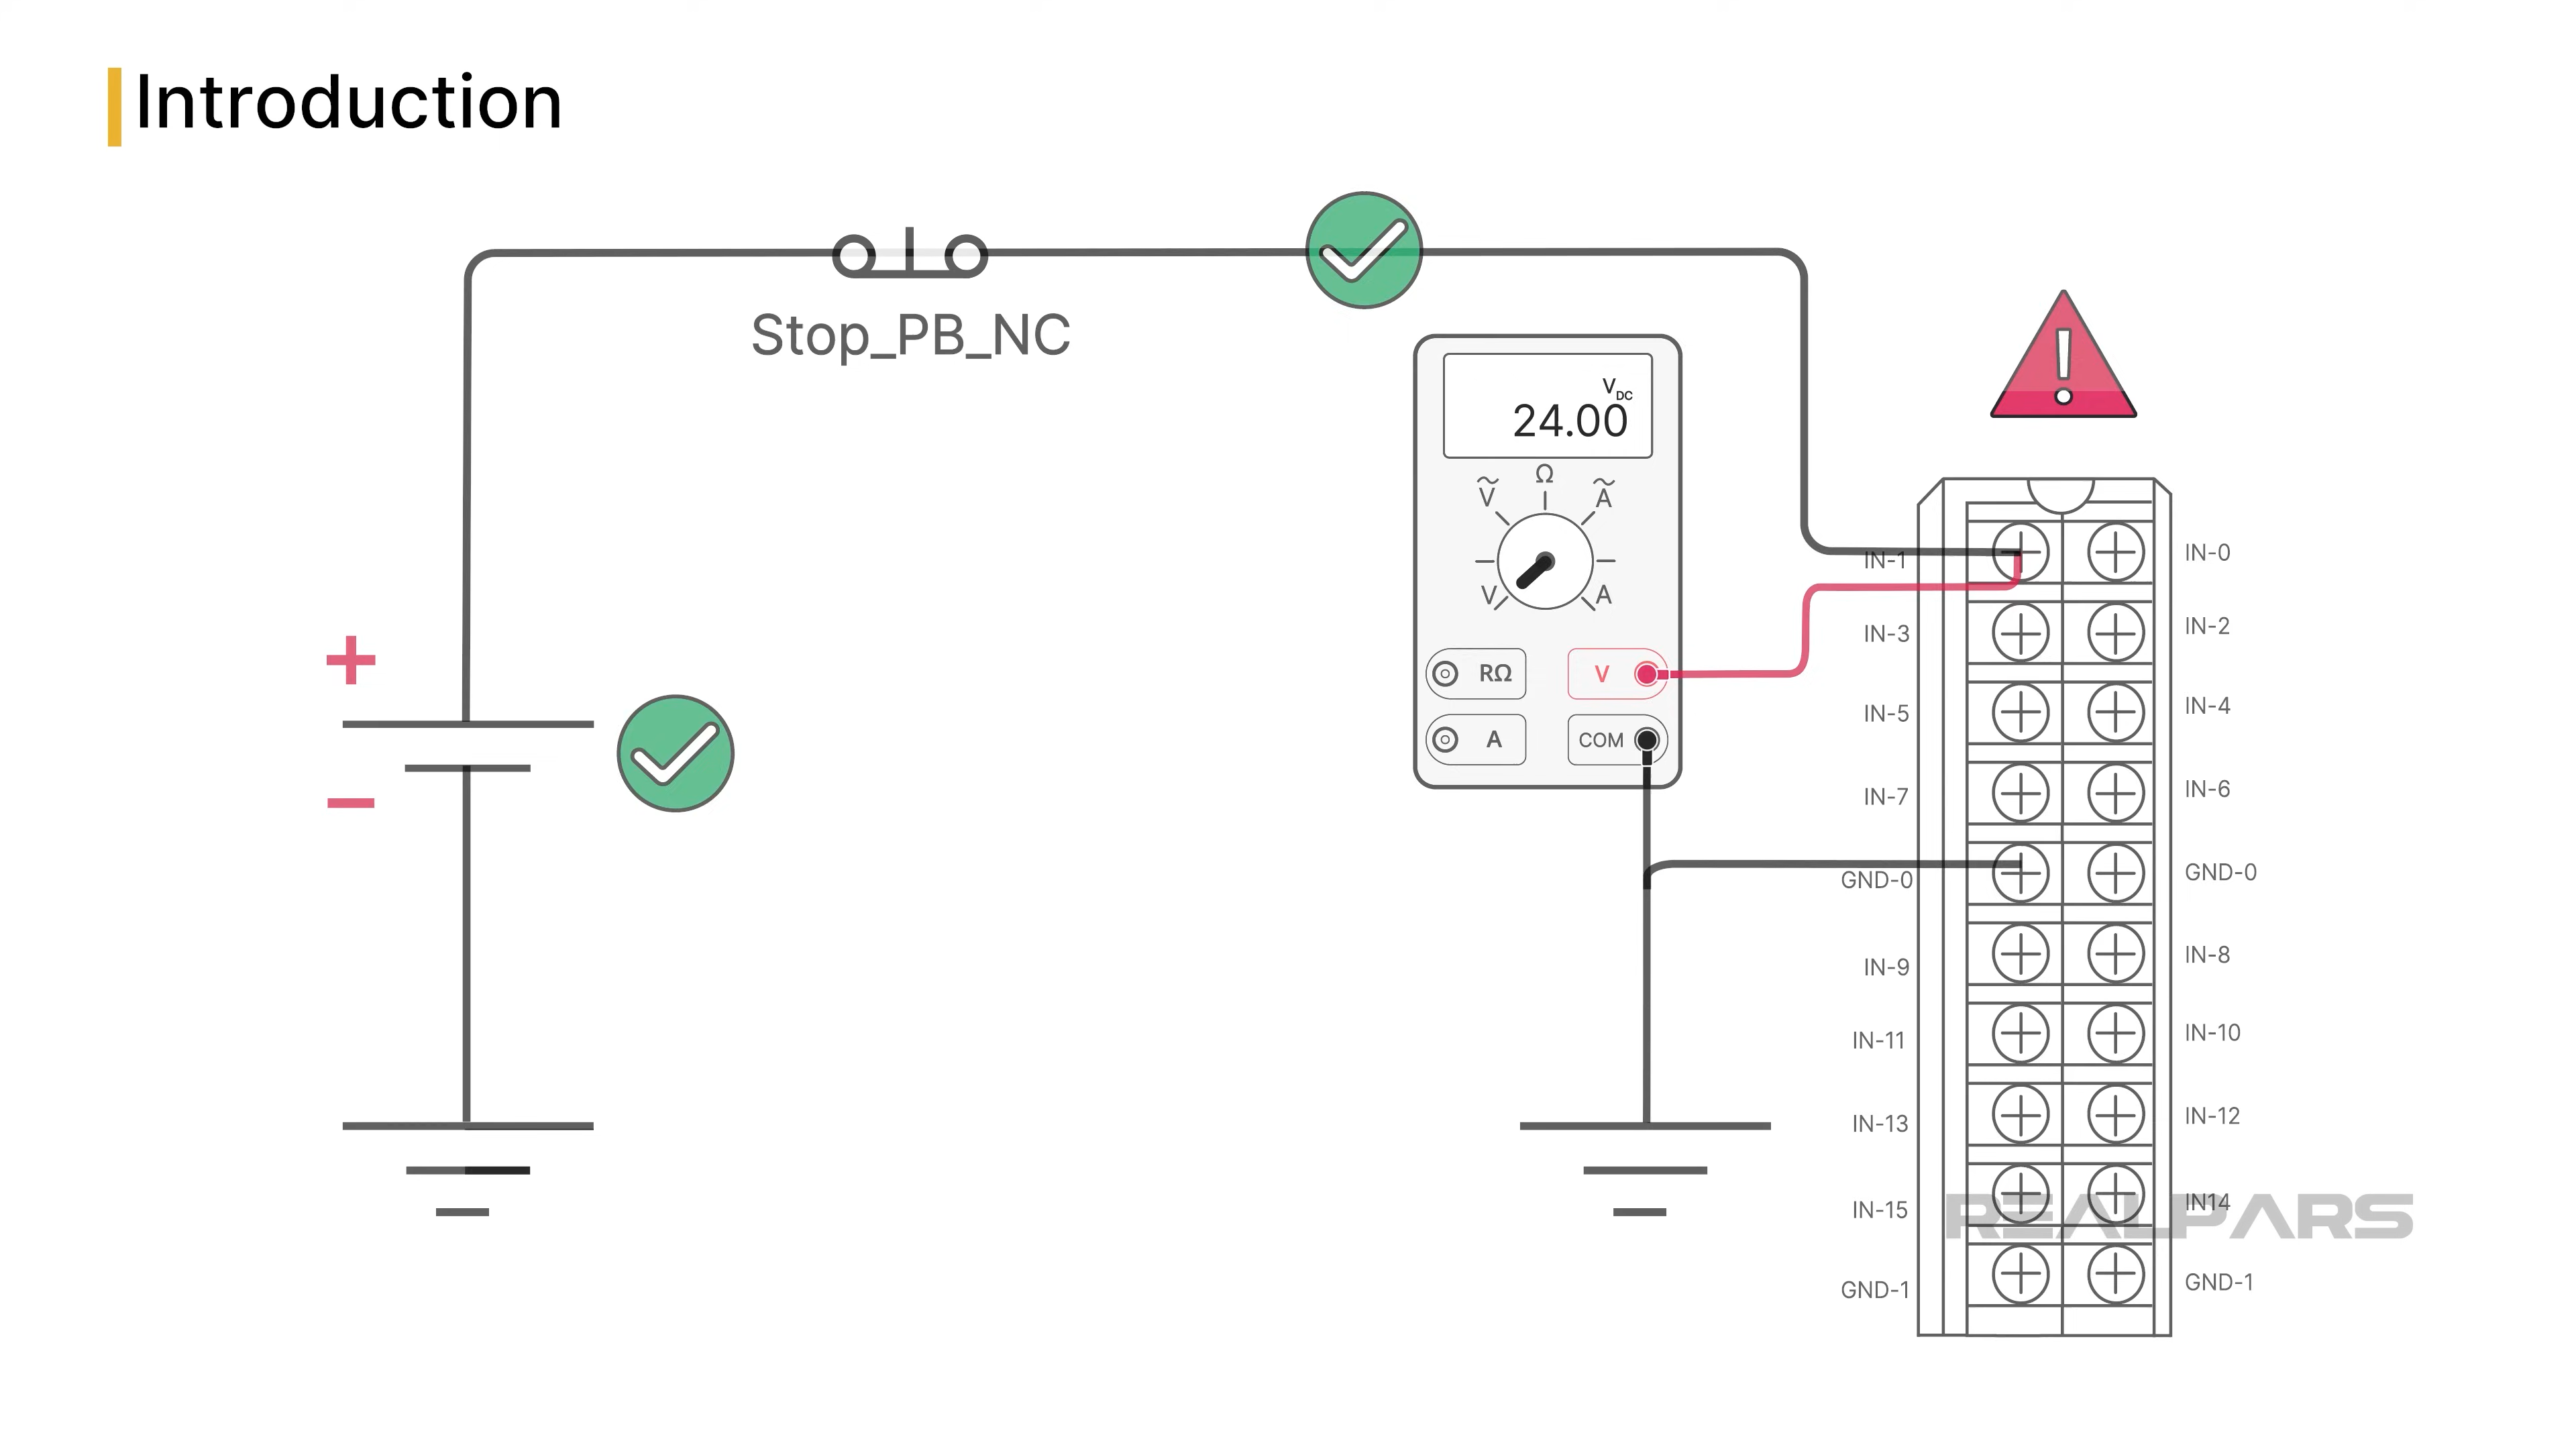 Introduction
Stop_PB_NC
V DC
24.00
Ω
V
A
V
A
RΩ
V
A
COM
IN-1
IN-0
IN-3
IN-2
IN-5
IN-4
IN-7
IN-6
GND-0
GND-0
IN-9
IN-8
IN-11
IN-10
IN-13
IN-12
IN-15
IN14
REALPARS
GND-1
GND-1